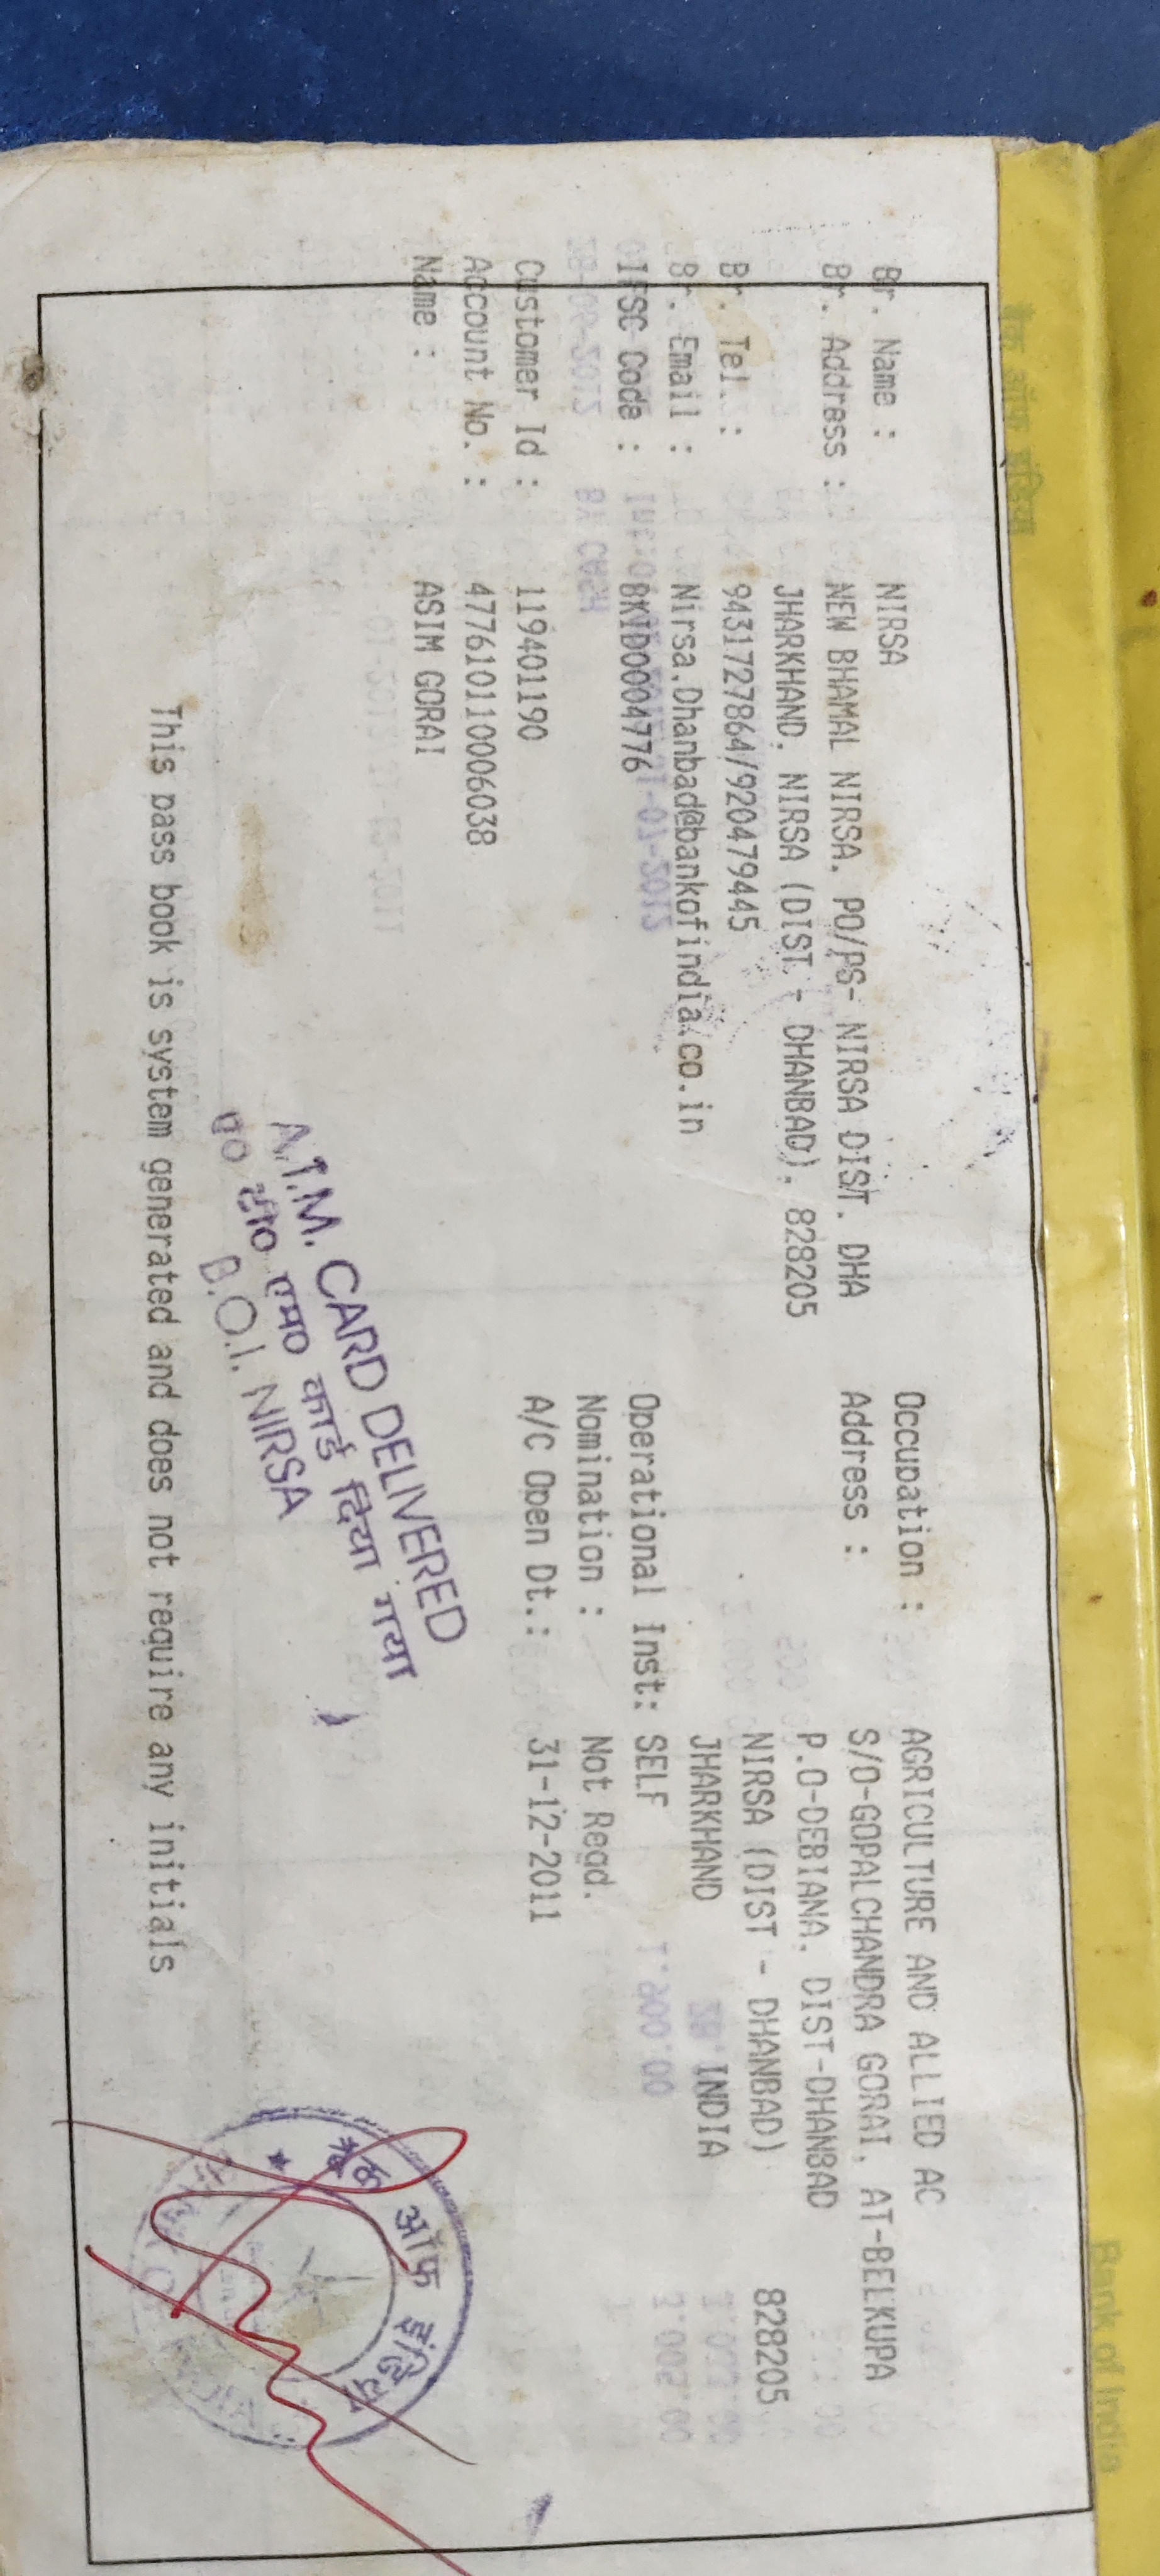 बैंक ऑफ इंडिया
Bank of India
Br. Name : NIRSA
Br. Address : NEW BHAMAL NIRSA, PO/PS- NIRSA DIST. DHA
JHARKHAND, NIRSA (DIST - DHANBAD), 828205
Br. Tel. : 9431727864/920479445
Br. Email : Nirsa.Dhanbad@bankofindia.co.in
IFSC Code : BKID0004776
Customer Id : 119401190
Account No. : 477610110006038
Name : ASIM GORAI
Occupation : AGRICULTURE AND ALLIED AC
Address : S/O-GOPALCHANDRA GORAI, AT-BELKUPA
P.O-DEBIANA, DIST-DHANBAD
NIRSA (DIST - DHANBAD) 828205
JHARKHAND INDIA
Operational Inst: SELF
Nomination : Not Regd.
A/C Open Dt.: 31-12-2011
A.T.M. CARD DELIVERED
ए० टी० एम० कार्ड दिया गया
B.O.I. NIRSA
This pass book is system generated and does not require any initials
बैंक ऑफ इंडिया